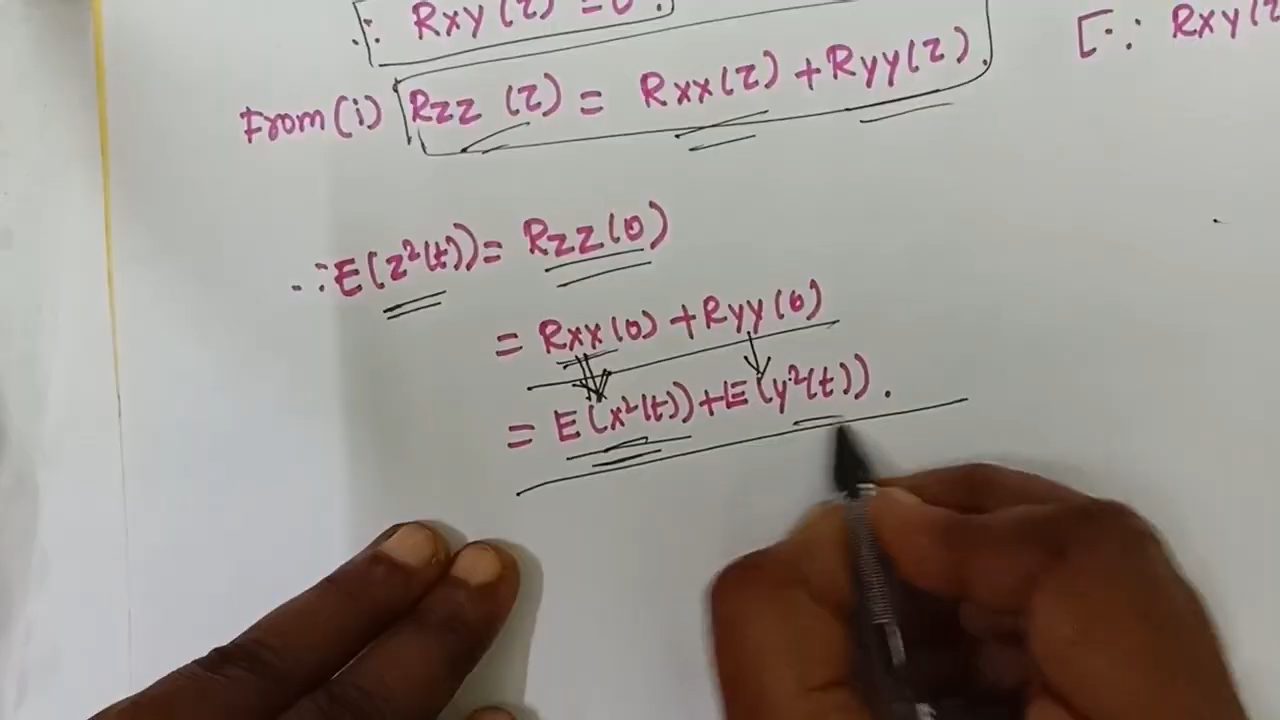 ∴ Rxy(τ) = 0.
From (i) Rzz(τ) = Rxx(τ) + Ryy(τ). [∵ Rxy(τ
∴ E(z²(t)) = Rzz(0)
= Rxx(0) + Ryy(0)
= E(x²(t)) + E(y²(t)).